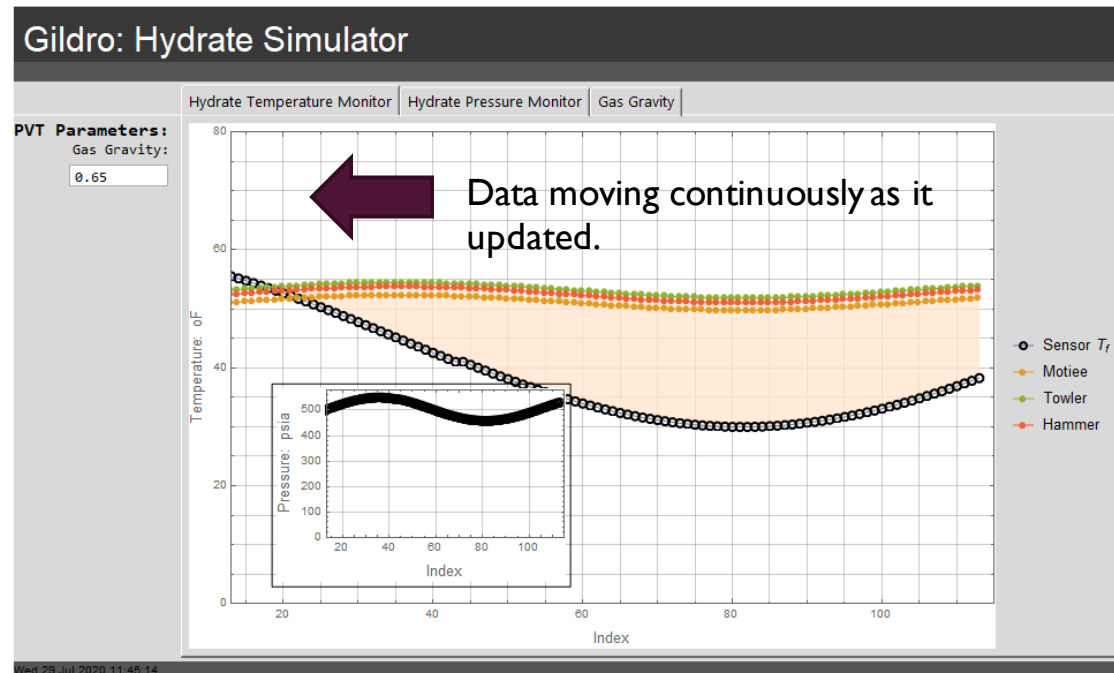 Gildro: Hydrate Simulator
Hydrate Temperature Monitor Hydrate Pressure Monitor Gas Gravity
PVT Parameters:
Gas Gravity:
0.65
Data moving continuously as it
updated.
80
60
40
20
0
Temperature: oF
20 40 60 80 100
Index
500
400
300
200
100
0
Pressure: psia
20 40 60 80 100
Index
Sensor Tf
Motiee
Towler
Hammer
Wed 29 Jul 2020 11:45:14